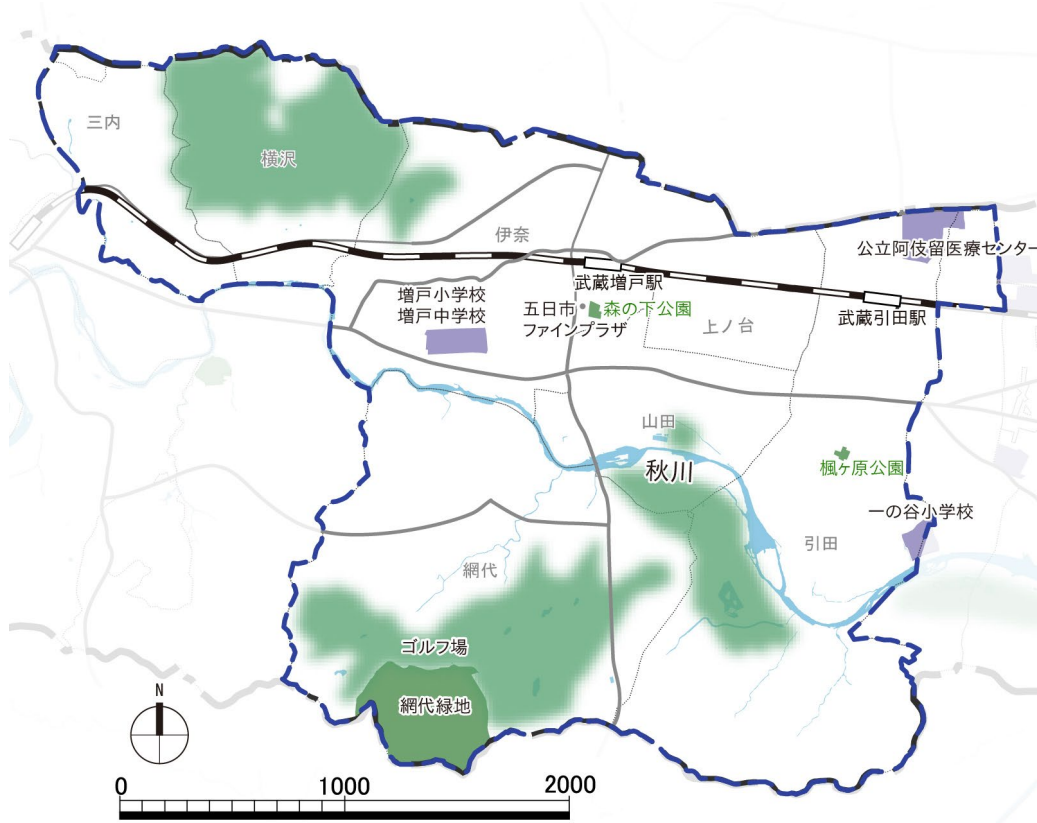 三内
横沢
伊奈
公立阿伎留医療センター
武蔵増戸駅
増戸小学校
増戸中学校
五日市
ファインプラザ
森の下公園
上ノ台
武蔵引田駅
山田
秋川
楓ヶ原公園
一の谷小学校
引田
網代
ゴルフ場
網代緑地
N
0 1000 2000